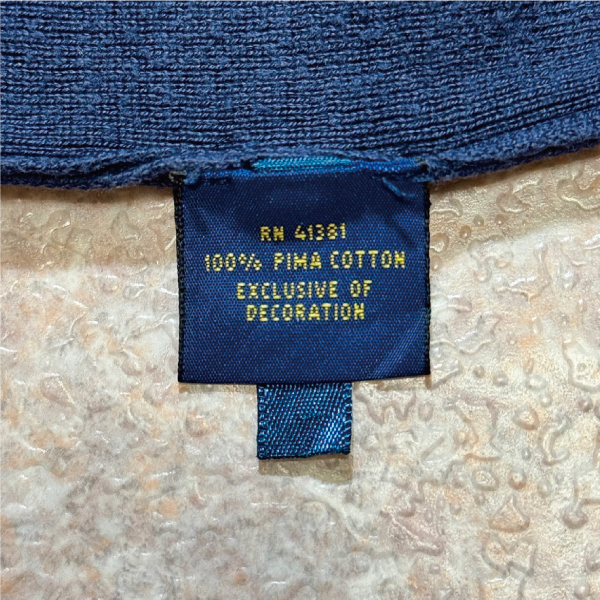 RN 41381
100% PIMA COTTON
EXCLUSIVE OF
DECORATION